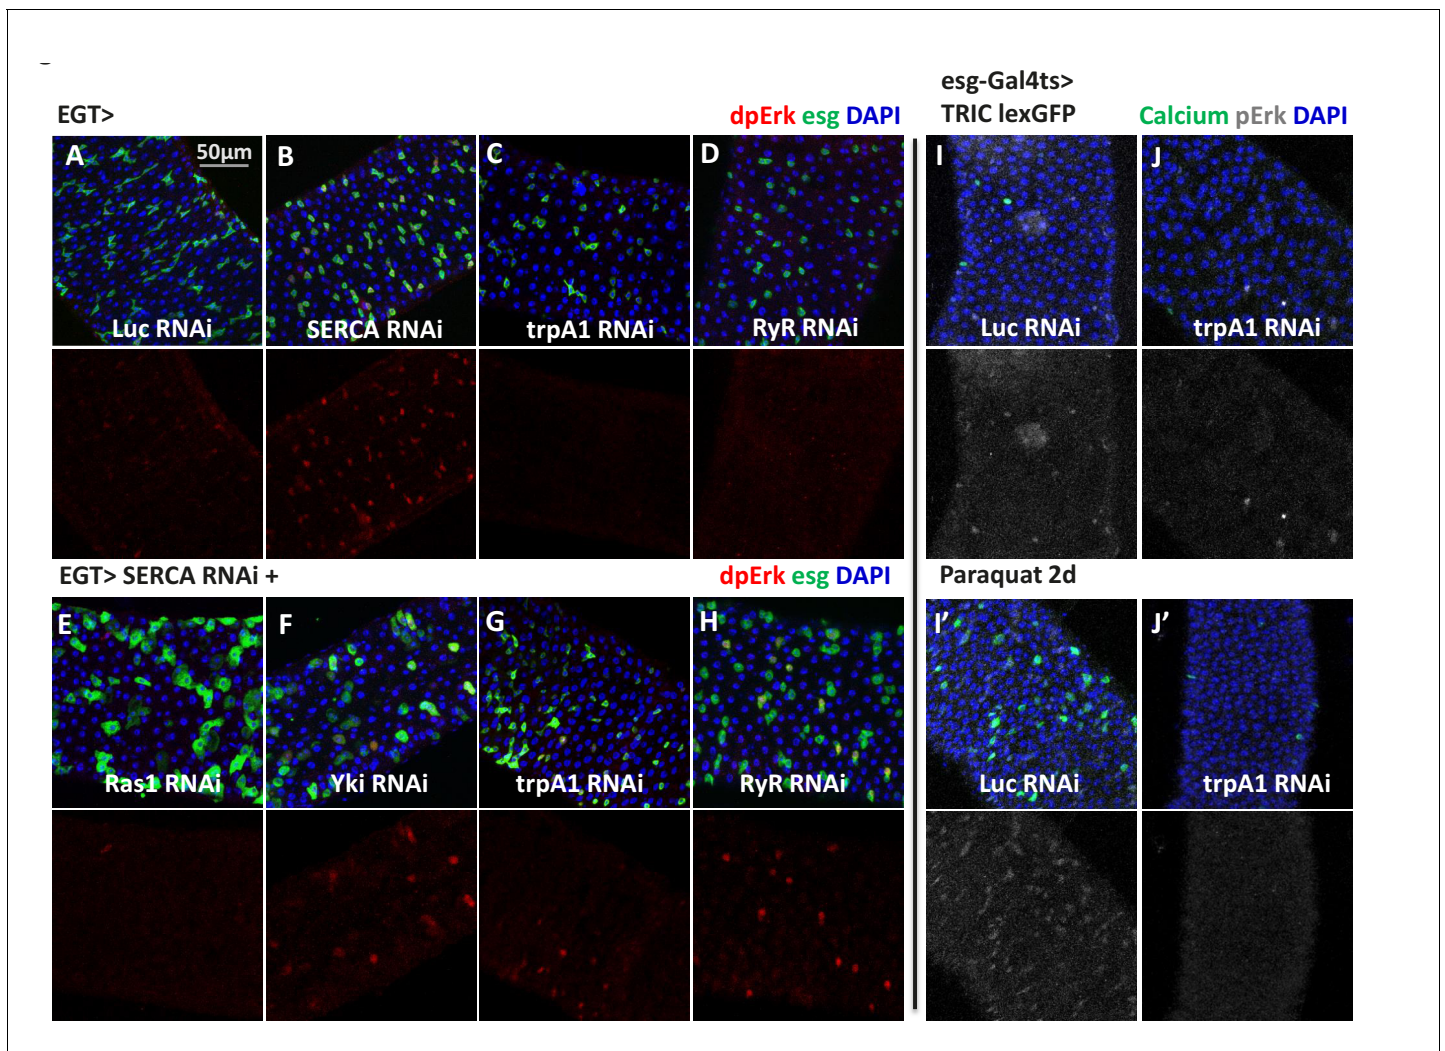 EGT>
dpErk esg DAPI
A
50µm
B
C
D
Luc RNAi
SERCA RNAi
trpA1 RNAi
RyR RNAi
EGT> SERCA RNAi +
dpErk esg DAPI
E
F
G
H
Ras1 RNAi
Yki RNAi
trpA1 RNAi
RyR RNAi
esg-Gal4ts>
TRIC lexGFP
Calcium pErk DAPI
I
J
Luc RNAi
trpA1 RNAi
Paraquat 2d
I’
J’
Luc RNAi
trpA1 RNAi